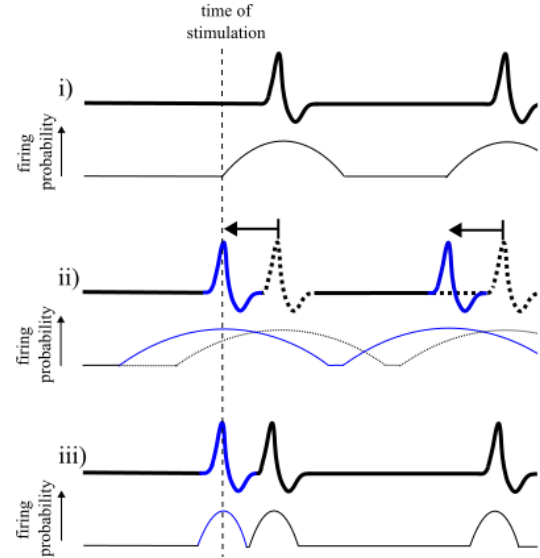 time of
stimulation
i)
firing
probability
ii)
firing
probability
iii)
firing
probability